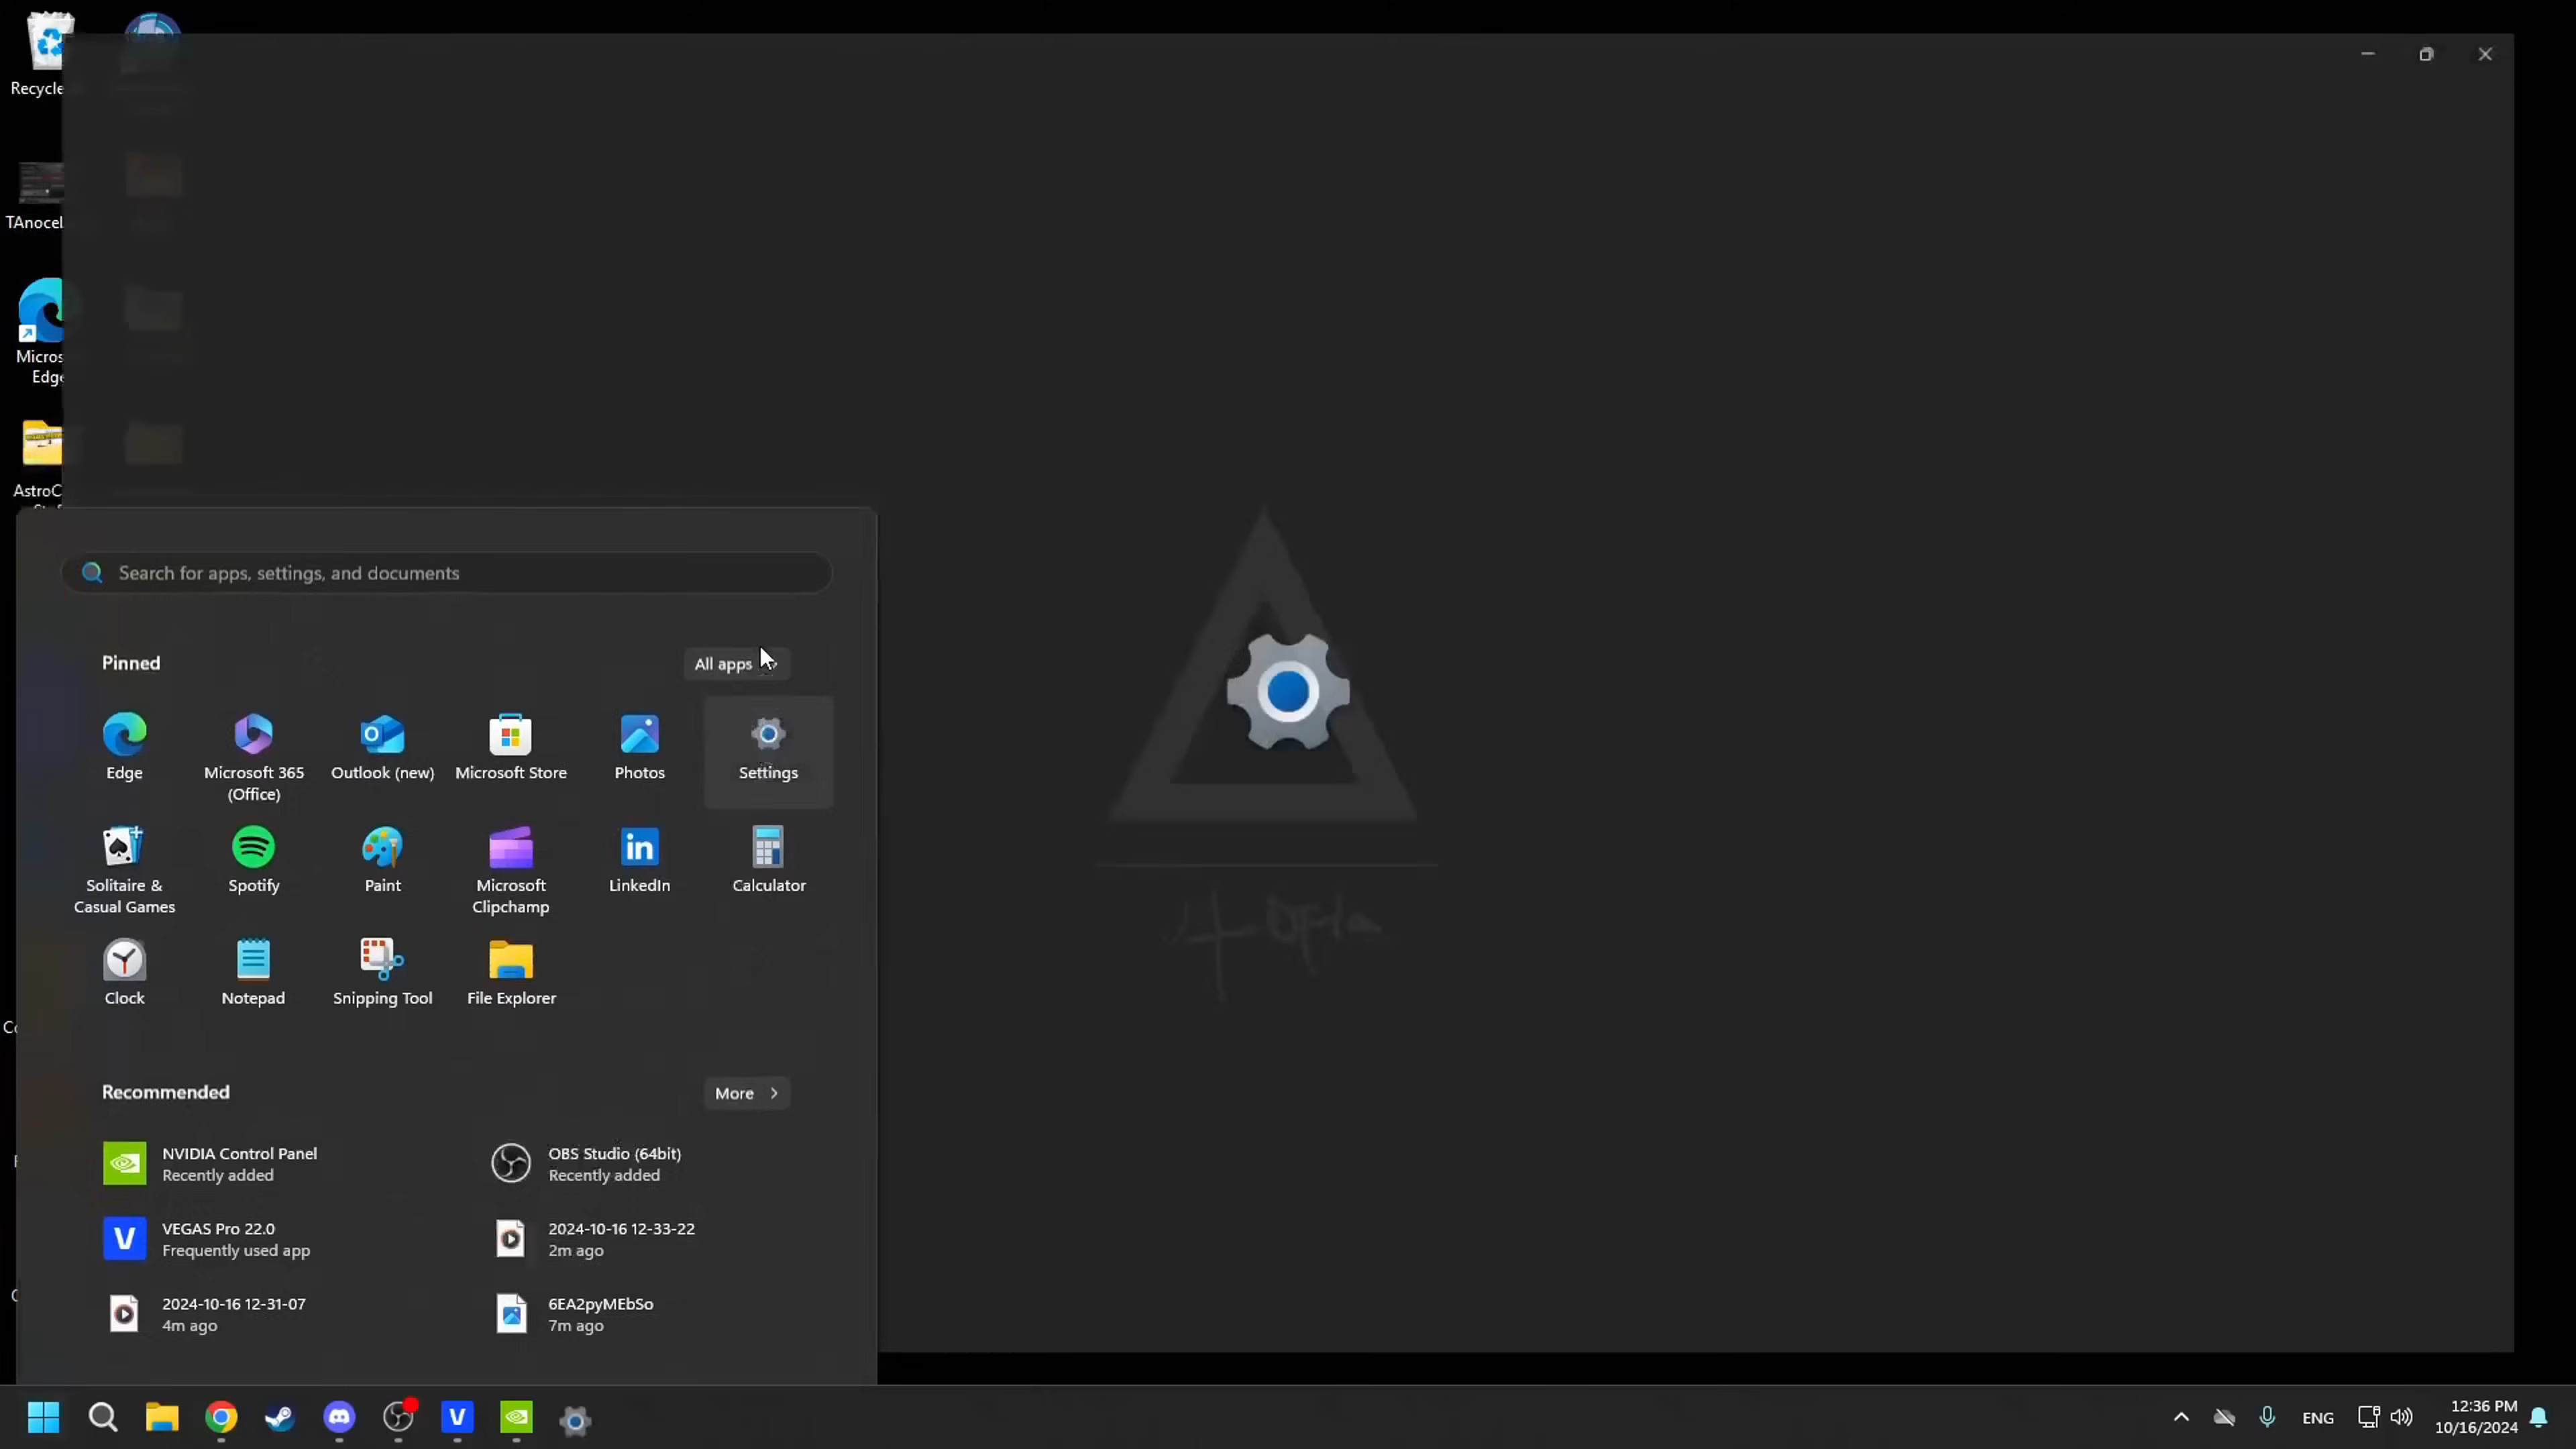 Recycle
TAnocel
Micros
Edge
AstroC
Search for apps, settings, and documents
Pinned
All apps
Edge
Microsoft 365
(Office)
Outlook (new)
Microsoft Store
Photos
Settings
Solitaire &
Casual Games
Spotify
Paint
Microsoft
Clipchamp
LinkedIn
Calculator
Clock
Notepad
Snipping Tool
File Explorer
Recommended
More
NVIDIA Control Panel
Recently added
OBS Studio (64bit)
Recently added
VEGAS Pro 22.0
Frequently used app
2024-10-16 12-33-22
2m ago
2024-10-16 12-31-07
4m ago
6EA2pyMEbSo
7m ago
ENG
12:36 PM
10/16/2024